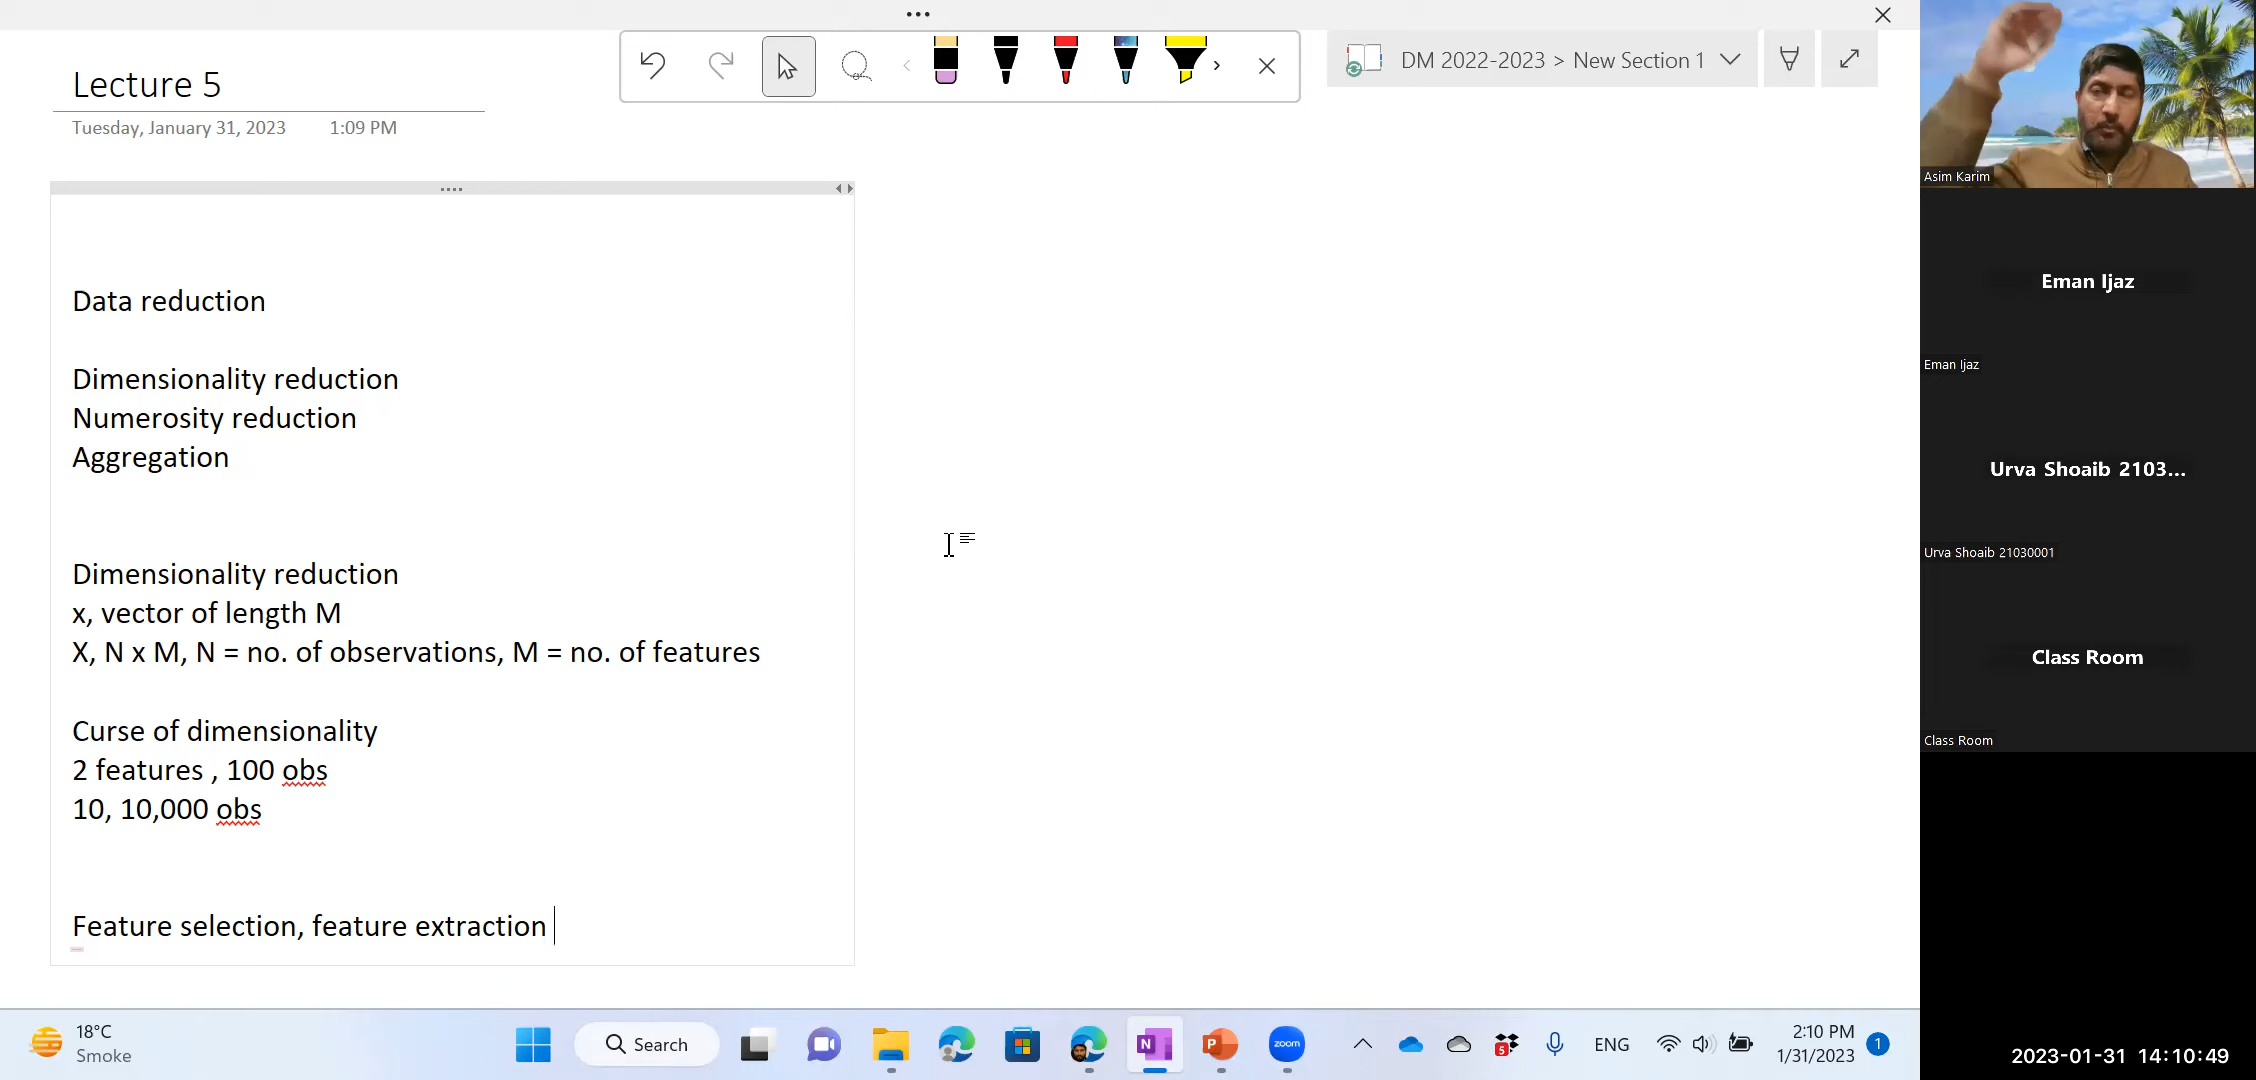 Lecture 5
Tuesday, January 31, 2023 1:09 PM
DM 2022-2023 > New Section 1
Data reduction
Dimensionality reduction
Numerosity reduction
Aggregation
Dimensionality reduction
x, vector of length M
X, N x M, N = no. of observations, M = no. of features
Curse of dimensionality
2 features , 100 obs
10, 10,000 obs
Feature selection, feature extraction
Asim Karim
Eman Ijaz
Eman Ijaz
Urva Shoaib 2103...
Urva Shoaib 21030001
Class Room
Class Room
18°C
Smoke
Search
N
P
zoom
5
ENG
2:10 PM
1/31/2023
1
2023-01-31 14:10:49